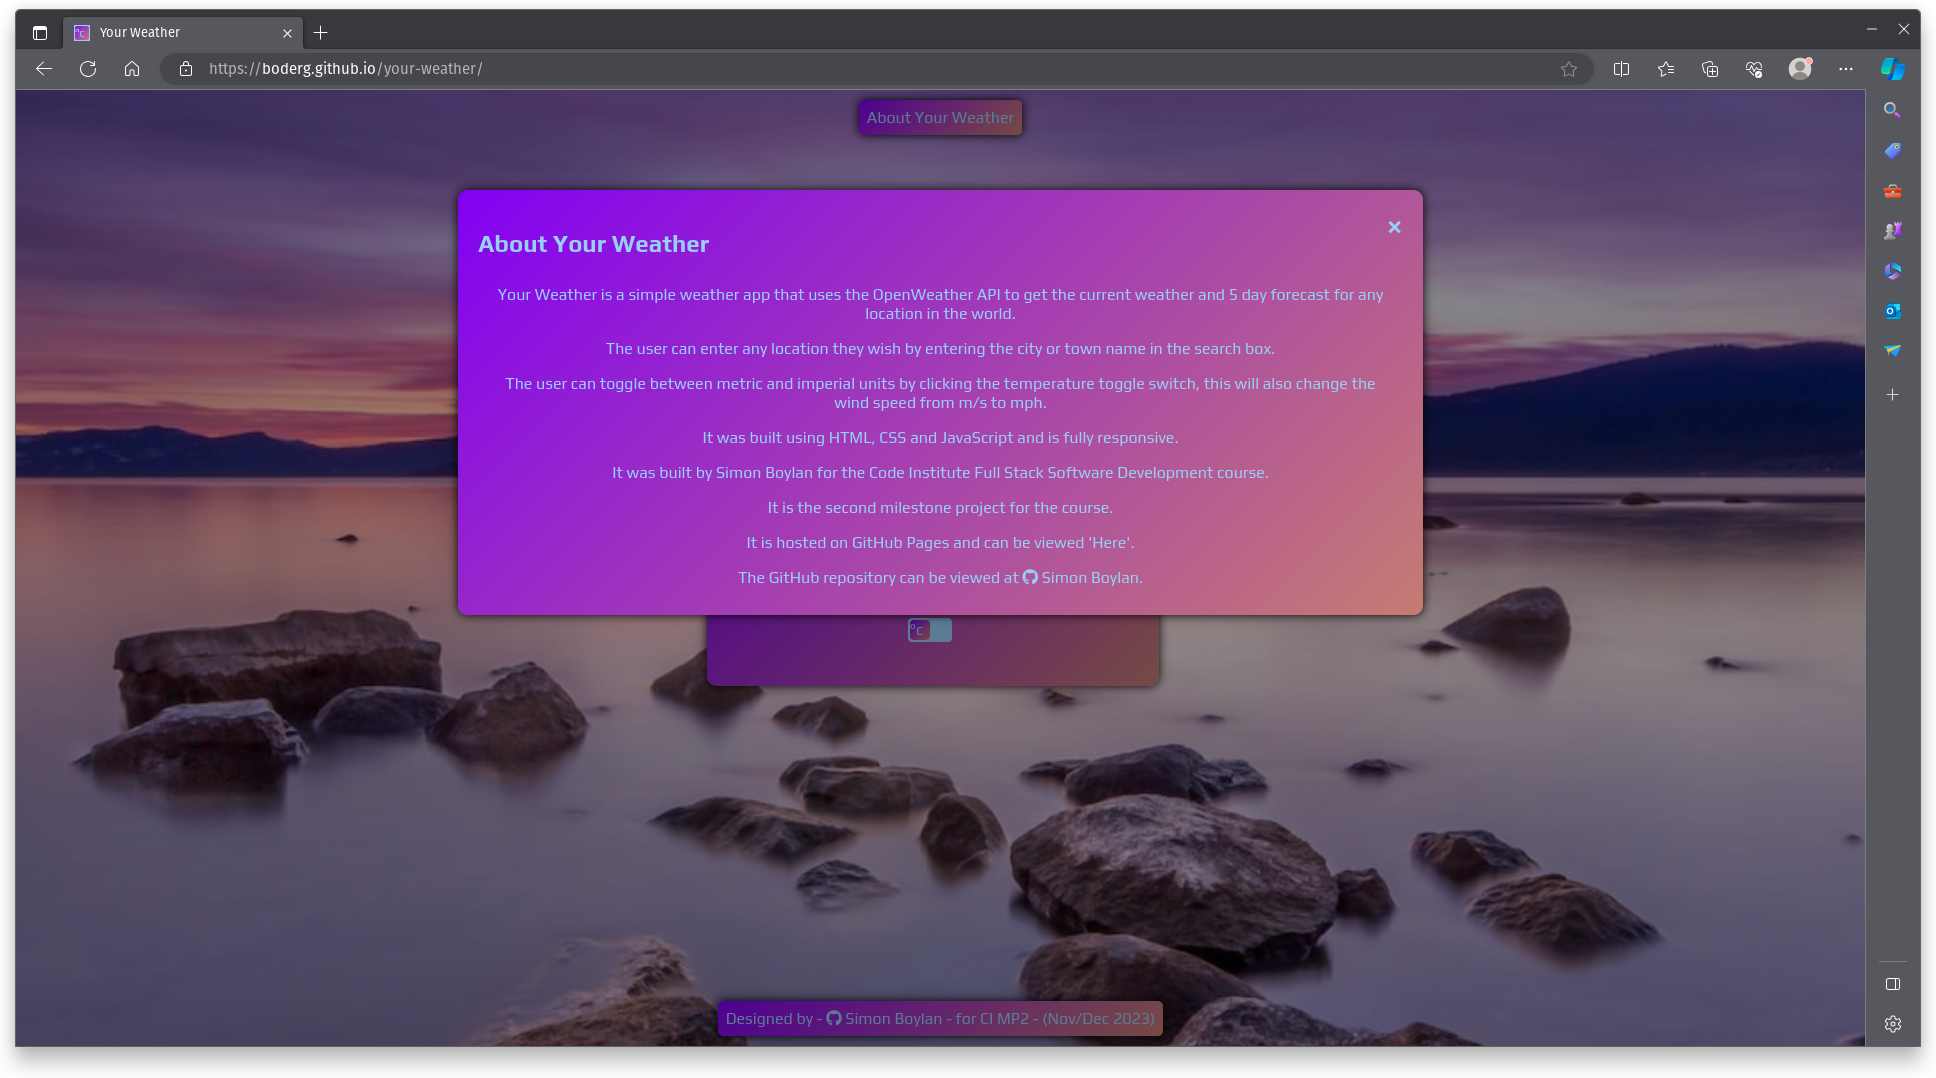 Your Weather
https://boderg.github.io/your-weather/
About Your Weather
About Your Weather
Your Weather is a simple weather app that uses the OpenWeather API to get the current weather and 5 day forecast for any
location in the world.
The user can enter any location they wish by entering the city or town name in the search box.
The user can toggle between metric and imperial units by clicking the temperature toggle switch, this will also change the
wind speed from m/s to mph.
It was built using HTML, CSS and JavaScript and is fully responsive.
It was built by Simon Boylan for the Code Institute Full Stack Software Development course.
It is the second milestone project for the course.
It is hosted on GitHub Pages and can be viewed 'Here'.
The GitHub repository can be viewed at Simon Boylan.
°C
Designed by - Simon Boylan - for CI MP2 - (Nov/Dec 2023)